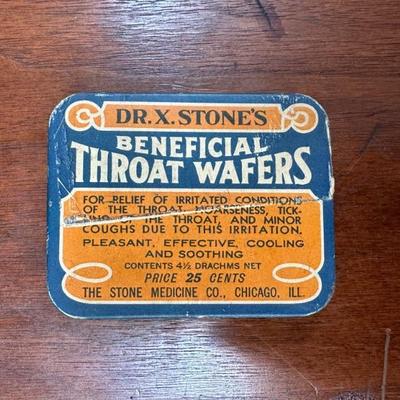 DR. X. STONE'S
BENEFICIAL
THROAT WAFERS
FOR RELIEF OF IRRITATED CONDITIONS
OF THE THROAT, HOARSENESS, TICK-
OF THE THROAT, AND MINOR
COUGHS DUE TO THIS IRRITATION.
PLEASANT, EFFECTIVE, COOLING
AND SOOTHING
CONTENTS 4½ DRACHMS NET
PRICE 25 CENTS
THE STONE MEDICINE CO., CHICAGO, ILL.